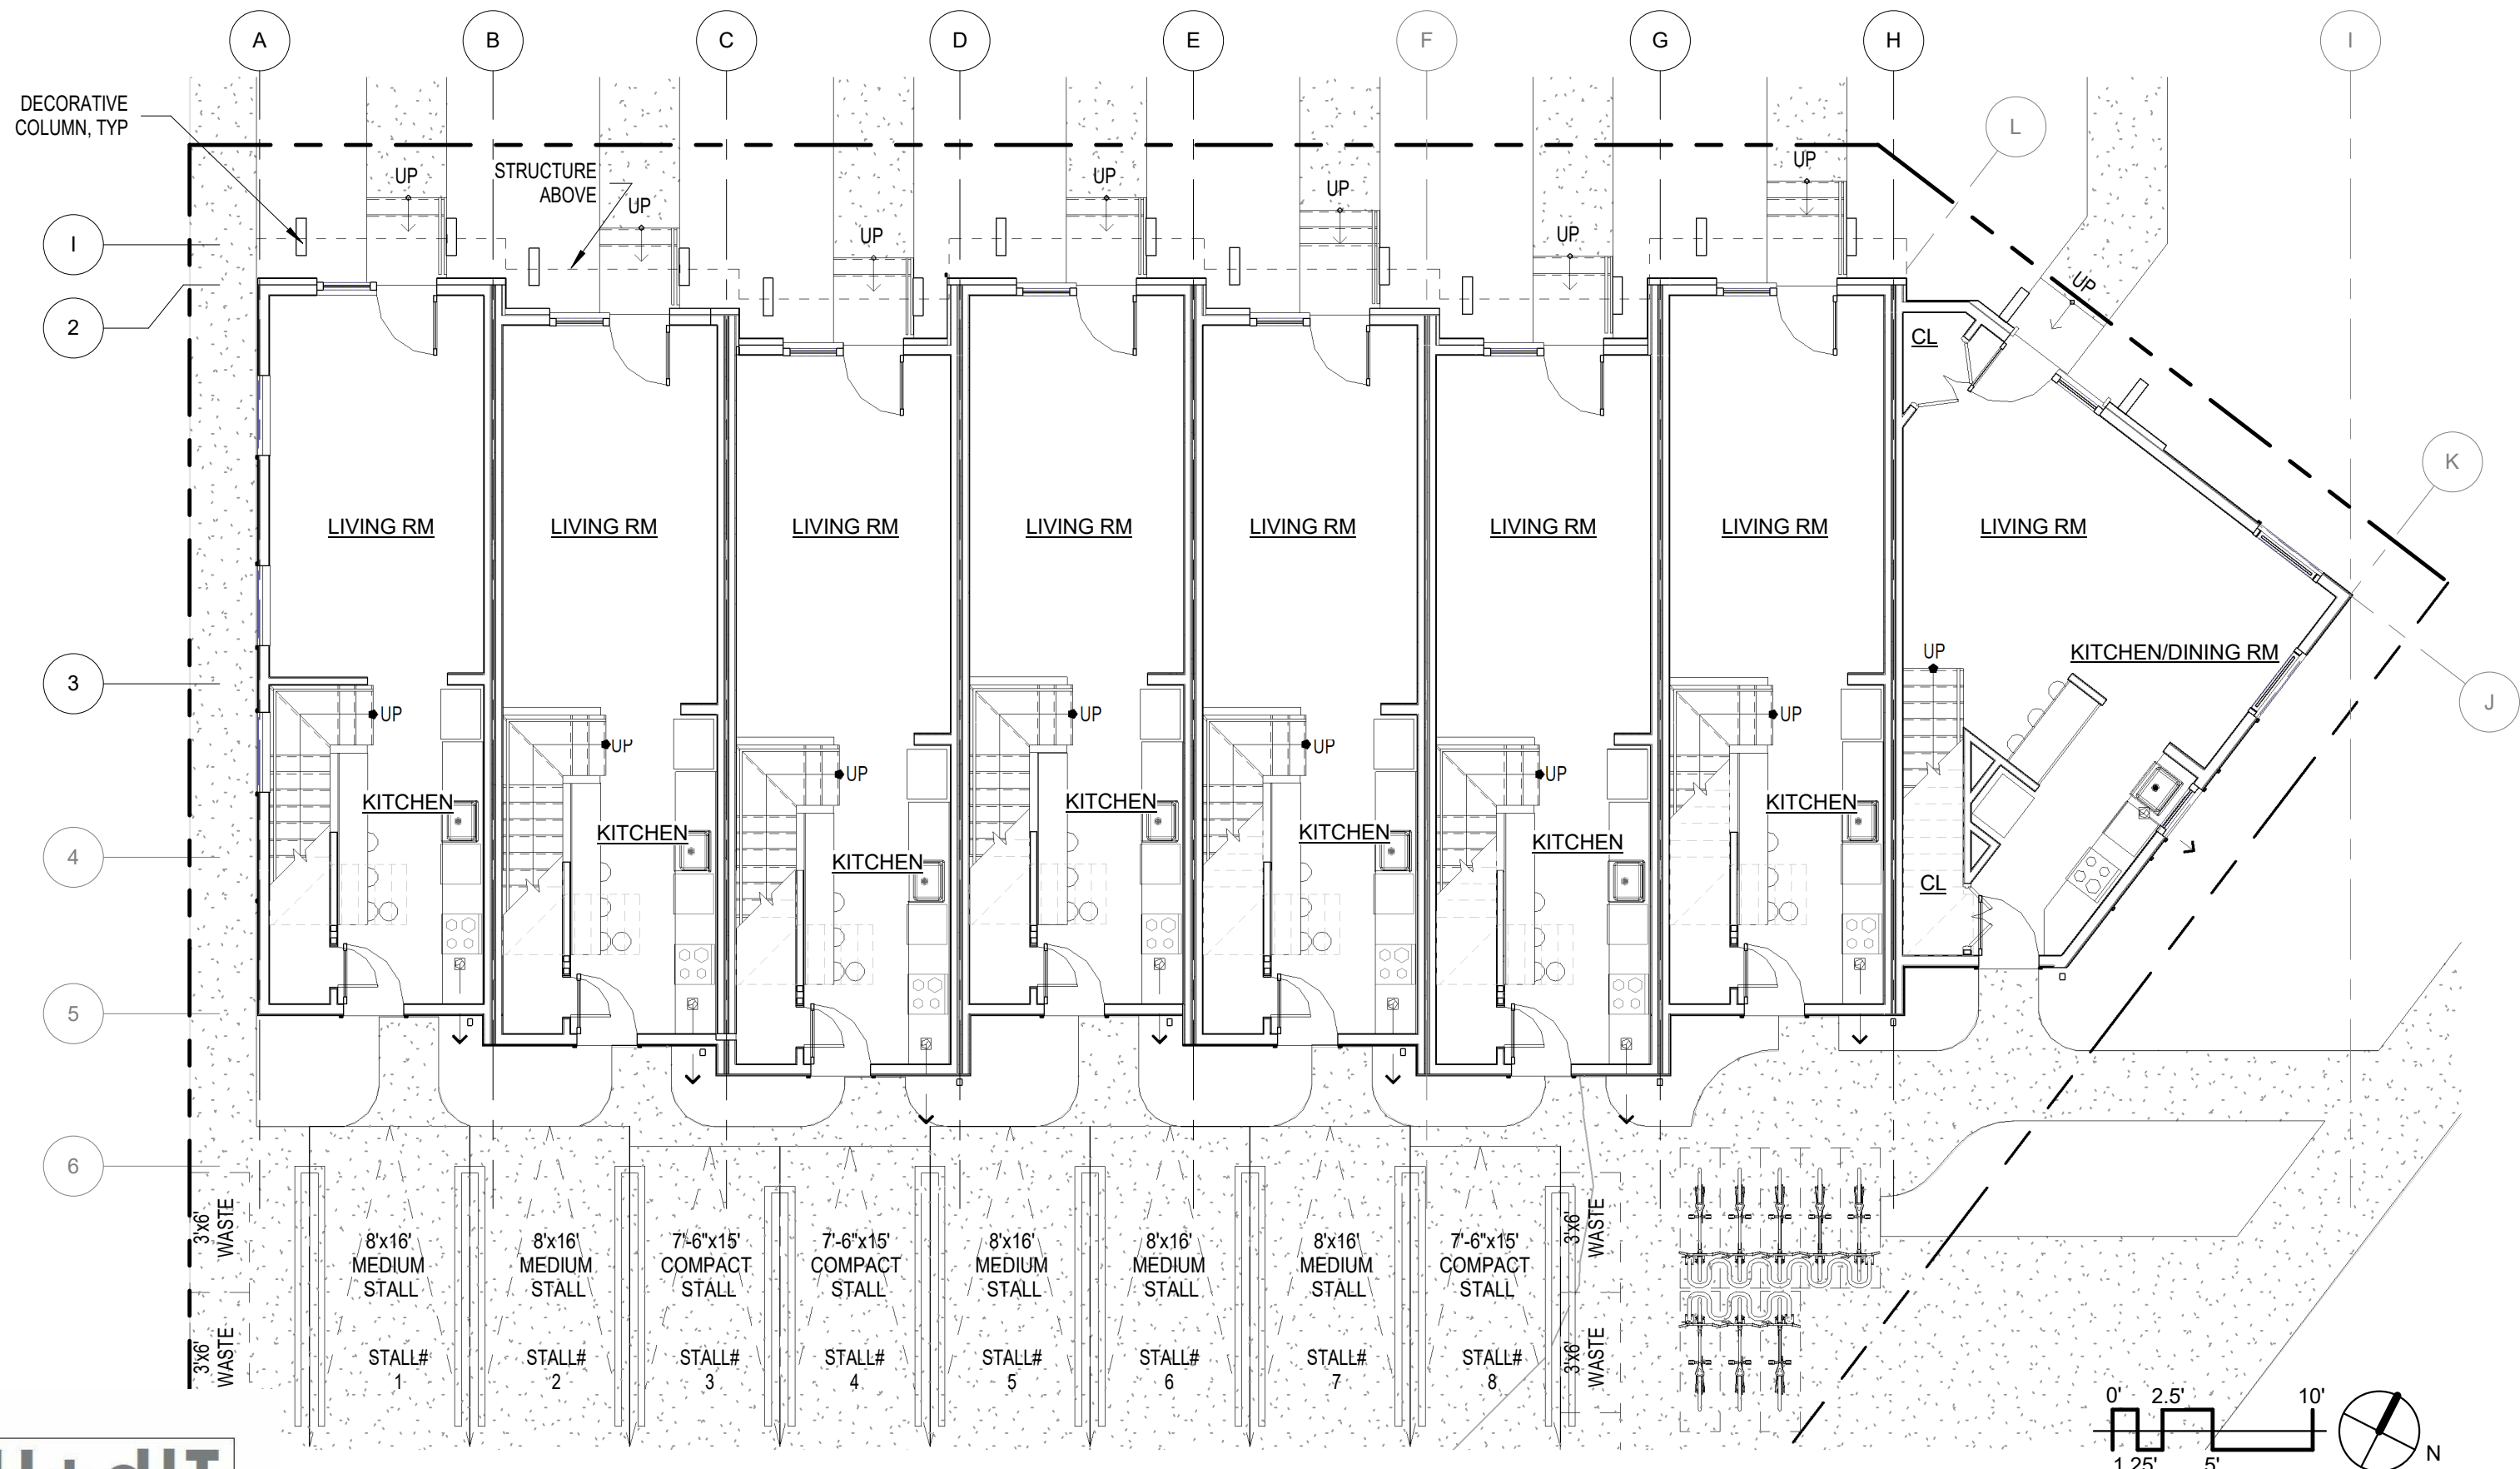 A B C D E F G H I
DECORATIVE
COLUMN, TYP
L
UP
STRUCTURE
ABOVE
UP
UP
UP
UP
UP
UP
UP
I
2
CL
K
LIVING RM LIVING RM LIVING RM LIVING RM LIVING RM LIVING RM LIVING RM LIVING RM
KITCHEN/DINING RM
UP
3
J
UP UP UP UP UP UP UP
KITCHEN KITCHEN KITCHEN KITCHEN KITCHEN KITCHEN KITCHEN
4
CL
5
6
3'x6'
WASTE
3'x6'
WASTE
8'x16'
MEDIUM
STALL
STALL#
1
8'x16'
MEDIUM
STALL
STALL#
2
7'-6"x15'
COMPACT
STALL
STALL#
3
7'-6"x15'
COMPACT
STALL
STALL#
4
8'x16'
MEDIUM
STALL
STALL#
5
8'x16'
MEDIUM
STALL
STALL#
6
8'x16'
MEDIUM
STALL
STALL#
7
7'-6"x15'
COMPACT
STALL
STALL#
8
3'x6'
WASTE
3'x6'
WASTE
0' 2.5' 10'
1.25' 5'
N